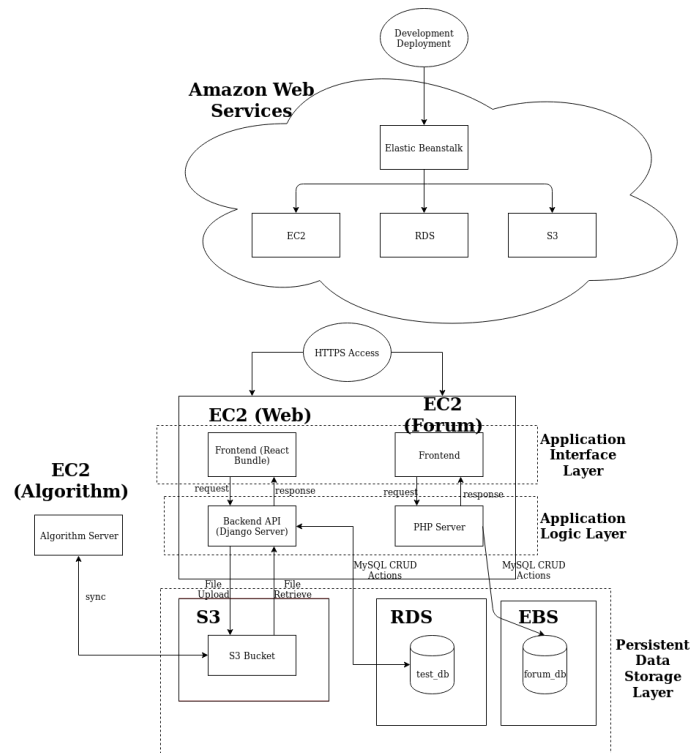 Development
Deployment
Amazon Web
Services
Elastic Beanstalk
EC2
RDS
S3
HTTPS Access
EC2 (Web)
EC2
(Forum)
Frontend (React
Bundle)
Frontend
Application
Interface
Layer
request
response
request
response
EC2
(Algorithm)
Algorithm Server
Backend API
(Django Server)
PHP Server
Application
Logic Layer
MySQL CRUD
Actions
MySQL CRUD
Actions
File
Upload
File
Retrieve
sync
S3
S3 Bucket
RDS
test_db
EBS
forum_db
Persistent
Data
Storage
Layer